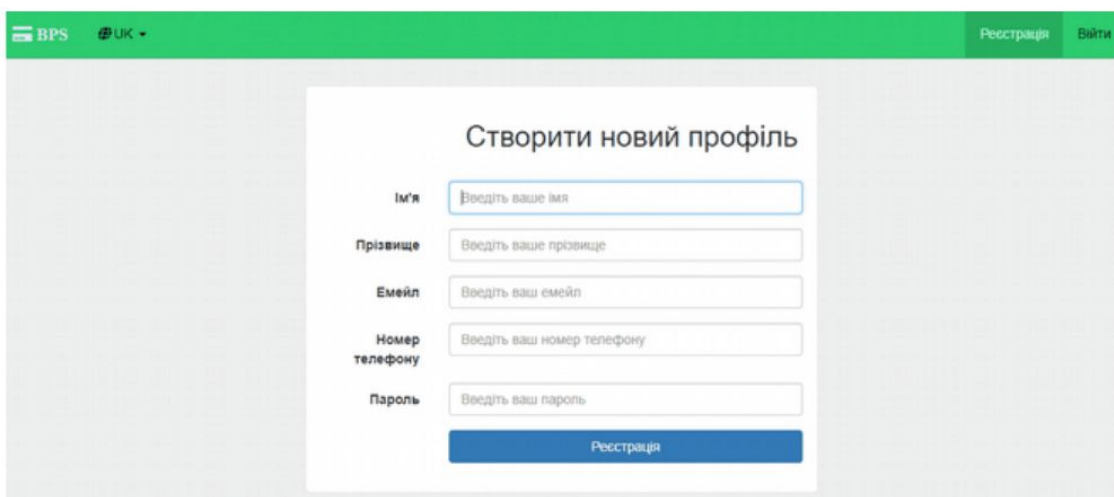 BPS UK Реєстрація Війти
Створити новий профіль
Ім'я Введіть ваше імя
Прізвище Введіть ваше прізвище
Емейл Введіть ваш емейл
Номер телефону Введіть ваш номер телефону
Пароль Введіть ваш пароль
Реєстрація